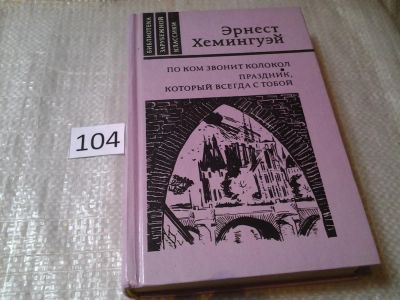 БИБЛИОТЕКА
ЗАРУБЕЖНОЙ
КЛАССИКИ
Эрнест
Хемингуэй
ПО КОМ ЗВОНИТ КОЛОКОЛ
ПРАЗДНИК,
КОТОРЫЙ ВСЕГДА С ТОБОЙ
104